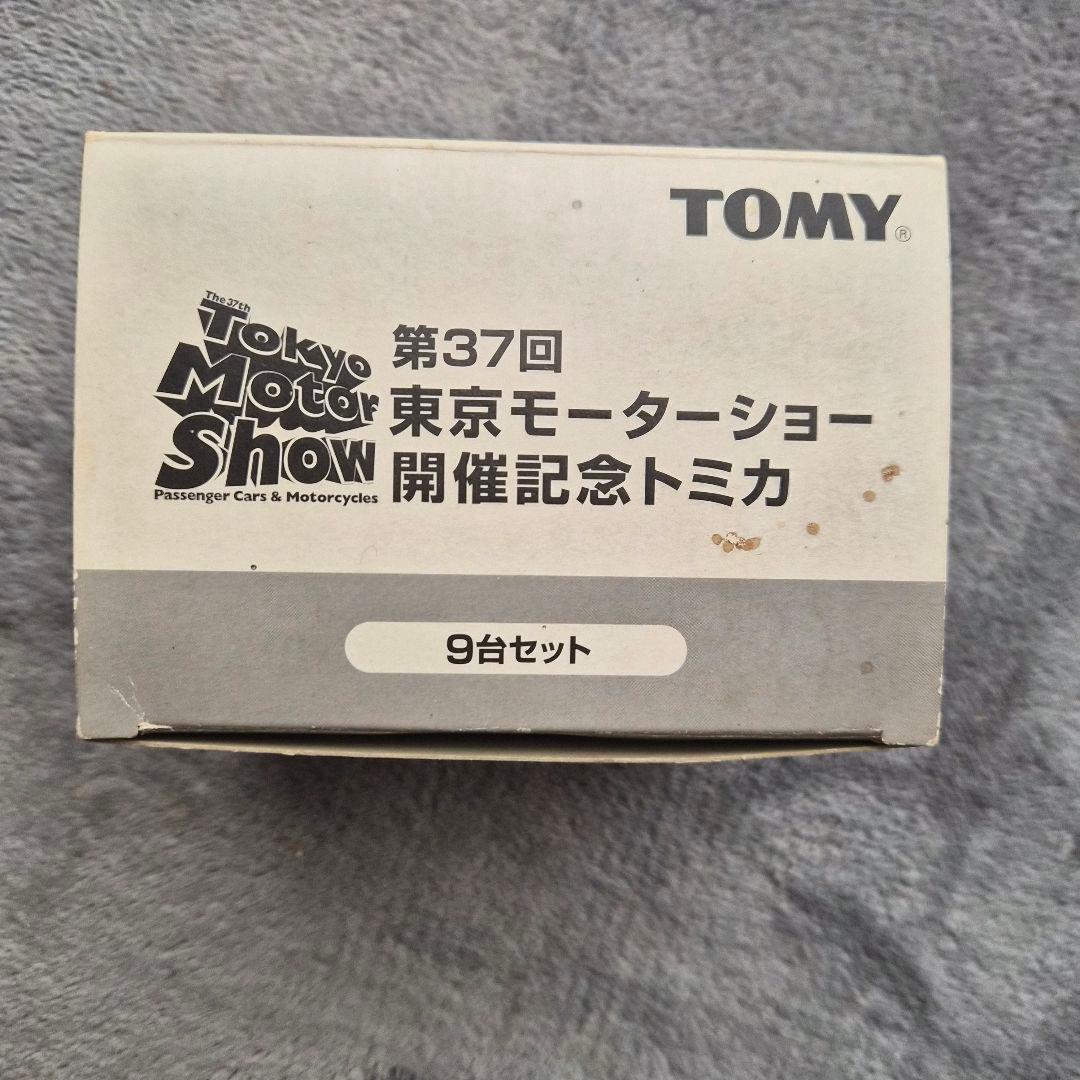 TOMY®
The 37th
Tokyo
Motor
Show
Passenger Cars & Motorcycles
第37回
東京モーターショー
開催記念トミカ
9台セット